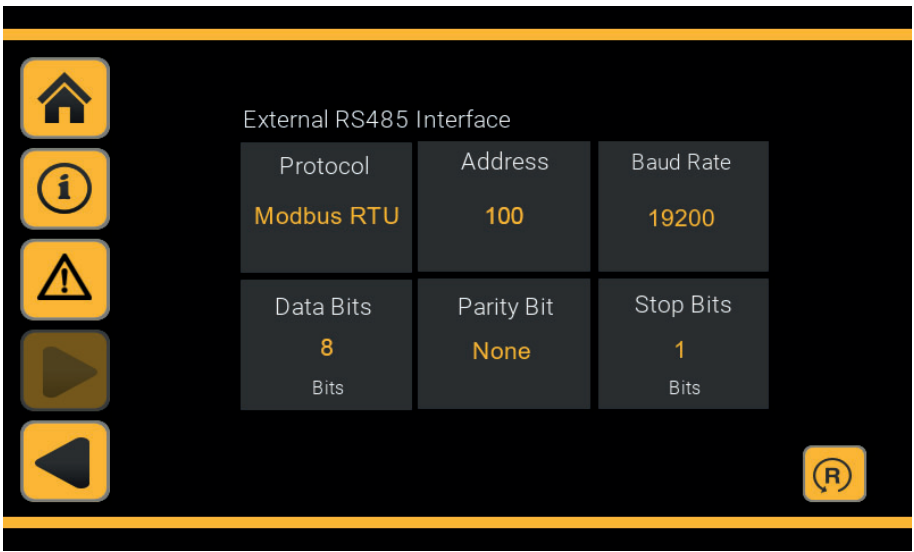 External RS485 Interface
Protocol
Address
Baud Rate
Modbus RTU
100
19200
Data Bits
Parity Bit
Stop Bits
8
None
1
Bits
Bits
i
R